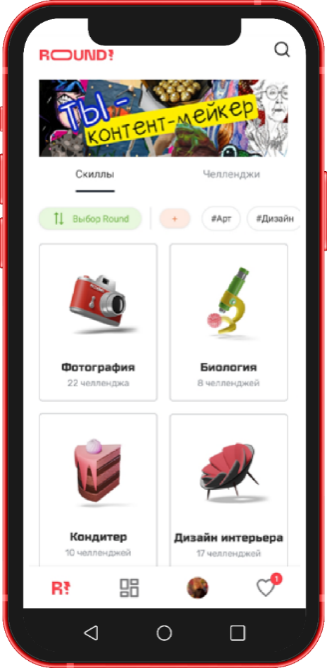 ROUND?
ТЫ -
контент-мейкер
Скиллы
Челленджи
Выбор Round
+
#Арт
#Дизайн
Фотография
22 челленджа
Биология
8 челленджей
Кондитер
10 челленджей
Дизайн интерьера
17 челленджей
R?
1